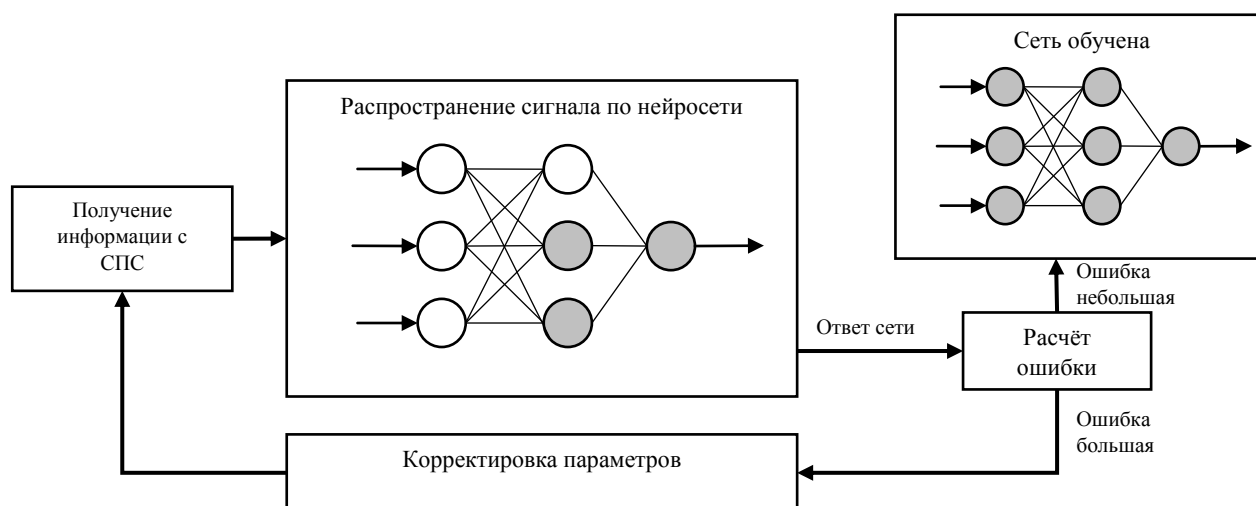 Сеть обучена
Распространение сигнала по нейросети
Получение
информации с
СПС
Ошибка
небольшая
Ответ сети
Расчёт
ошибки
Ошибка
большая
Корректировка параметров